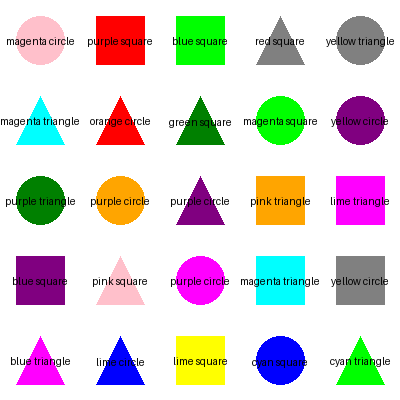 magenta circle purple square blue square red square yellow triangle
magenta triangle orange circle green square magenta square yellow circle
purple triangle purple circle purple circle pink triangle lime triangle
blue square pink square purple circle magenta triangle yellow circle
blue triangle lime circle lime square cyan square cyan triangle